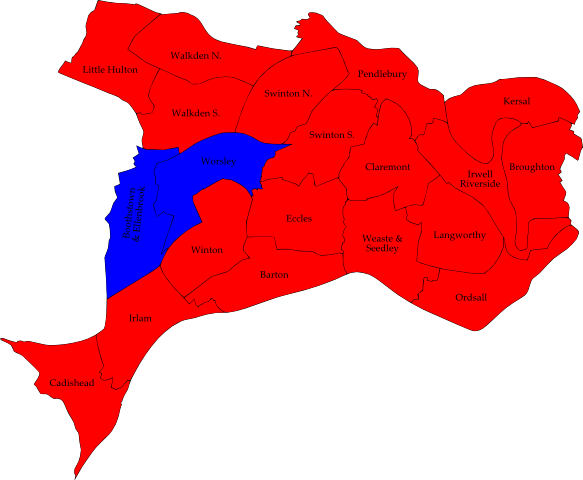 Walkden N.
Little Hulten
Pendlebury
Swinton N.
Kersal
Walkden S.
Swinton S.
Worsley
Claremont
Broughton
Irwell
Riverside
Boothstown
& Ellenbrook
Eccles
Langworthy
Weaste &
Seedley
Winton
Barton
Ordsall
Irlam
Cadishead